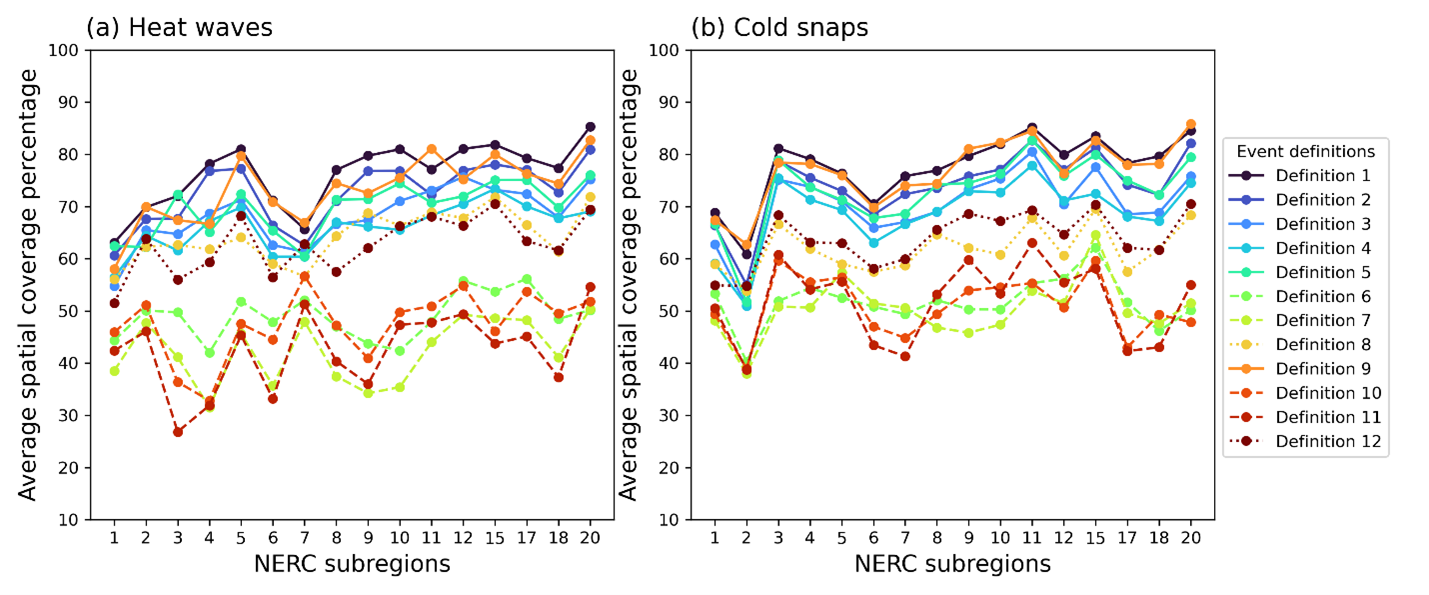 (a) Heat waves
(b) Cold snaps
Average spatial coverage percentage
100
90
80
70
60
50
40
30
20
10
1 2 3 4 5 6 7 8 9 10 11 12 15 17 18 20
NERC subregions
Average spatial coverage percentage
100
90
80
70
60
50
40
30
20
10
1 2 3 4 5 6 7 8 9 10 11 12 15 17 18 20
NERC subregions
Event definitions
Definition 1
Definition 2
Definition 3
Definition 4
Definition 5
Definition 6
Definition 7
Definition 8
Definition 9
Definition 10
Definition 11
Definition 12